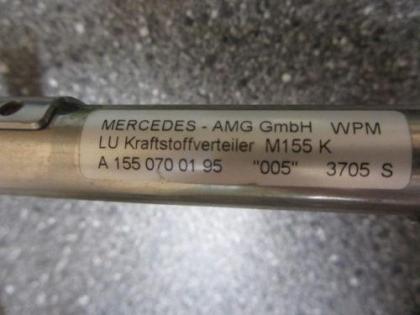 MERCEDES - AMG GmbH WPM
LU Kraftstoffverteiler M155 K
A 155 070 01 95 "005" 3705 S